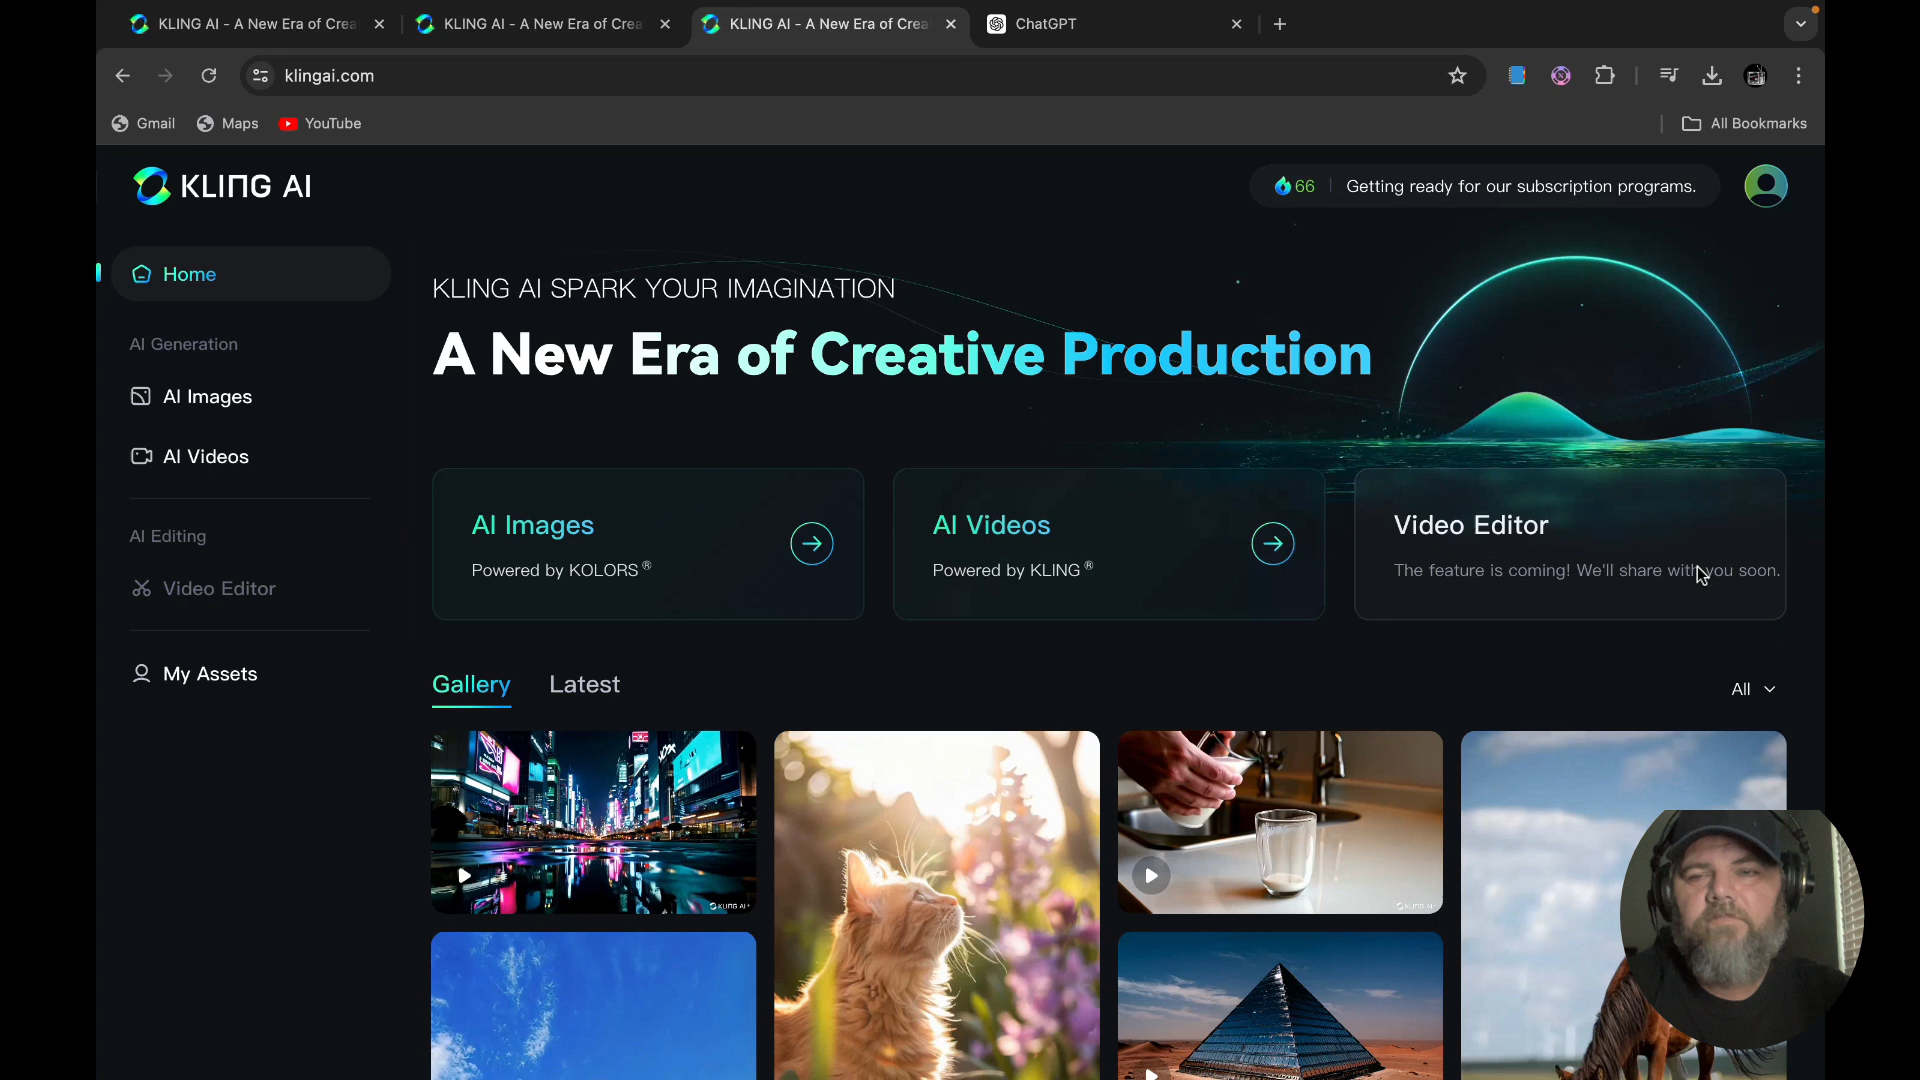 KLING AI - A New Era of Crea
KLING AI - A New Era of Crea
KLING AI - A New Era of Crea
ChatGPT
klingai.com
Gmail
Maps
YouTube
All Bookmarks
KLING AI
66
Getting ready for our subscription programs.
Home
AI Generation
AI Images
AI Videos
AI Editing
Video Editor
My Assets
KLING AI SPARK YOUR IMAGINATION
A New Era of Creative Production
AI Images
Powered by KOLORS ®
AI Videos
Powered by KLING ®
Video Editor
The feature is coming! We'll share with you soon.
Gallery
Latest
All
KLING AI
KLING AI